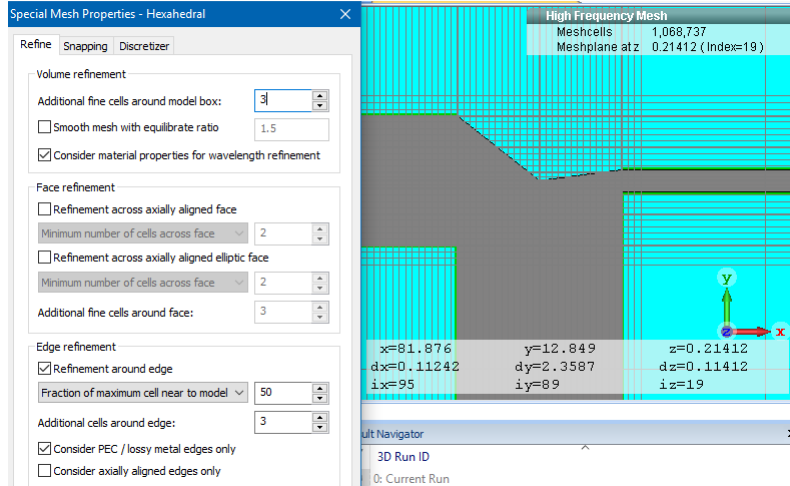 Special Mesh Properties - Hexahedral
Refine Snapping Discretizer
Volume refinement
Additional fine cells around model box: 3
Smooth mesh with equilibrate ratio 1.5
Consider material properties for wavelength refinement
Face refinement
Refinement across axially aligned face
Minimum number of cells across face 2
Refinement across axially aligned elliptic face
Minimum number of cells across face 2
Additional fine cells around face: 3
Edge refinement
Refinement around edge
Fraction of maximum cell near to model 50
Additional cells around edge: 3
Consider PEC / lossy metal edges only
Consider axially aligned edges only
High Frequency Mesh
Meshcells 1,068,737
Meshplane at z 0.21412 ( Index=19 )
y
z
x
x=81.876 y=12.849 z=0.21412
dx=0.11242 dy=2.3587 dz=0.11412
ix=95 iy=89 iz=19
ult Navigator
3D Run ID
0: Current Run